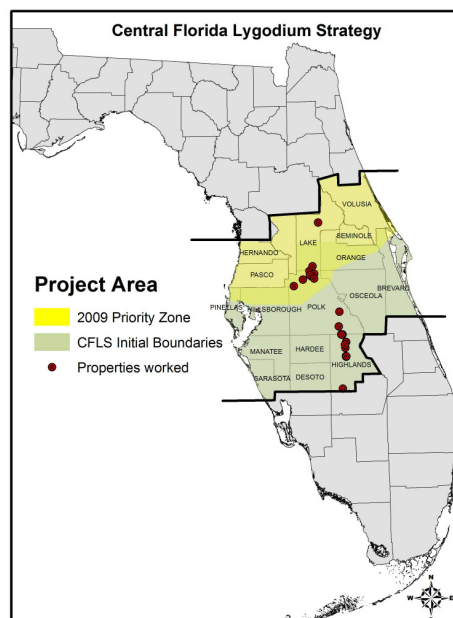 Central Florida Lygodium Strategy
VOLUSIA
LAKE
SEMINOLE
HERNANDO
ORANGE
PASCO
BREVARD
OSCEOLA
Project Area
2009 Priority Zone
CFLS Initial Boundaries
Properties worked
PINELLAS
HILLSBOROUGH
POLK
MANATEE
HARDEE
HIGHLANDS
SARASOTA
DESOTO
N
W
E
S